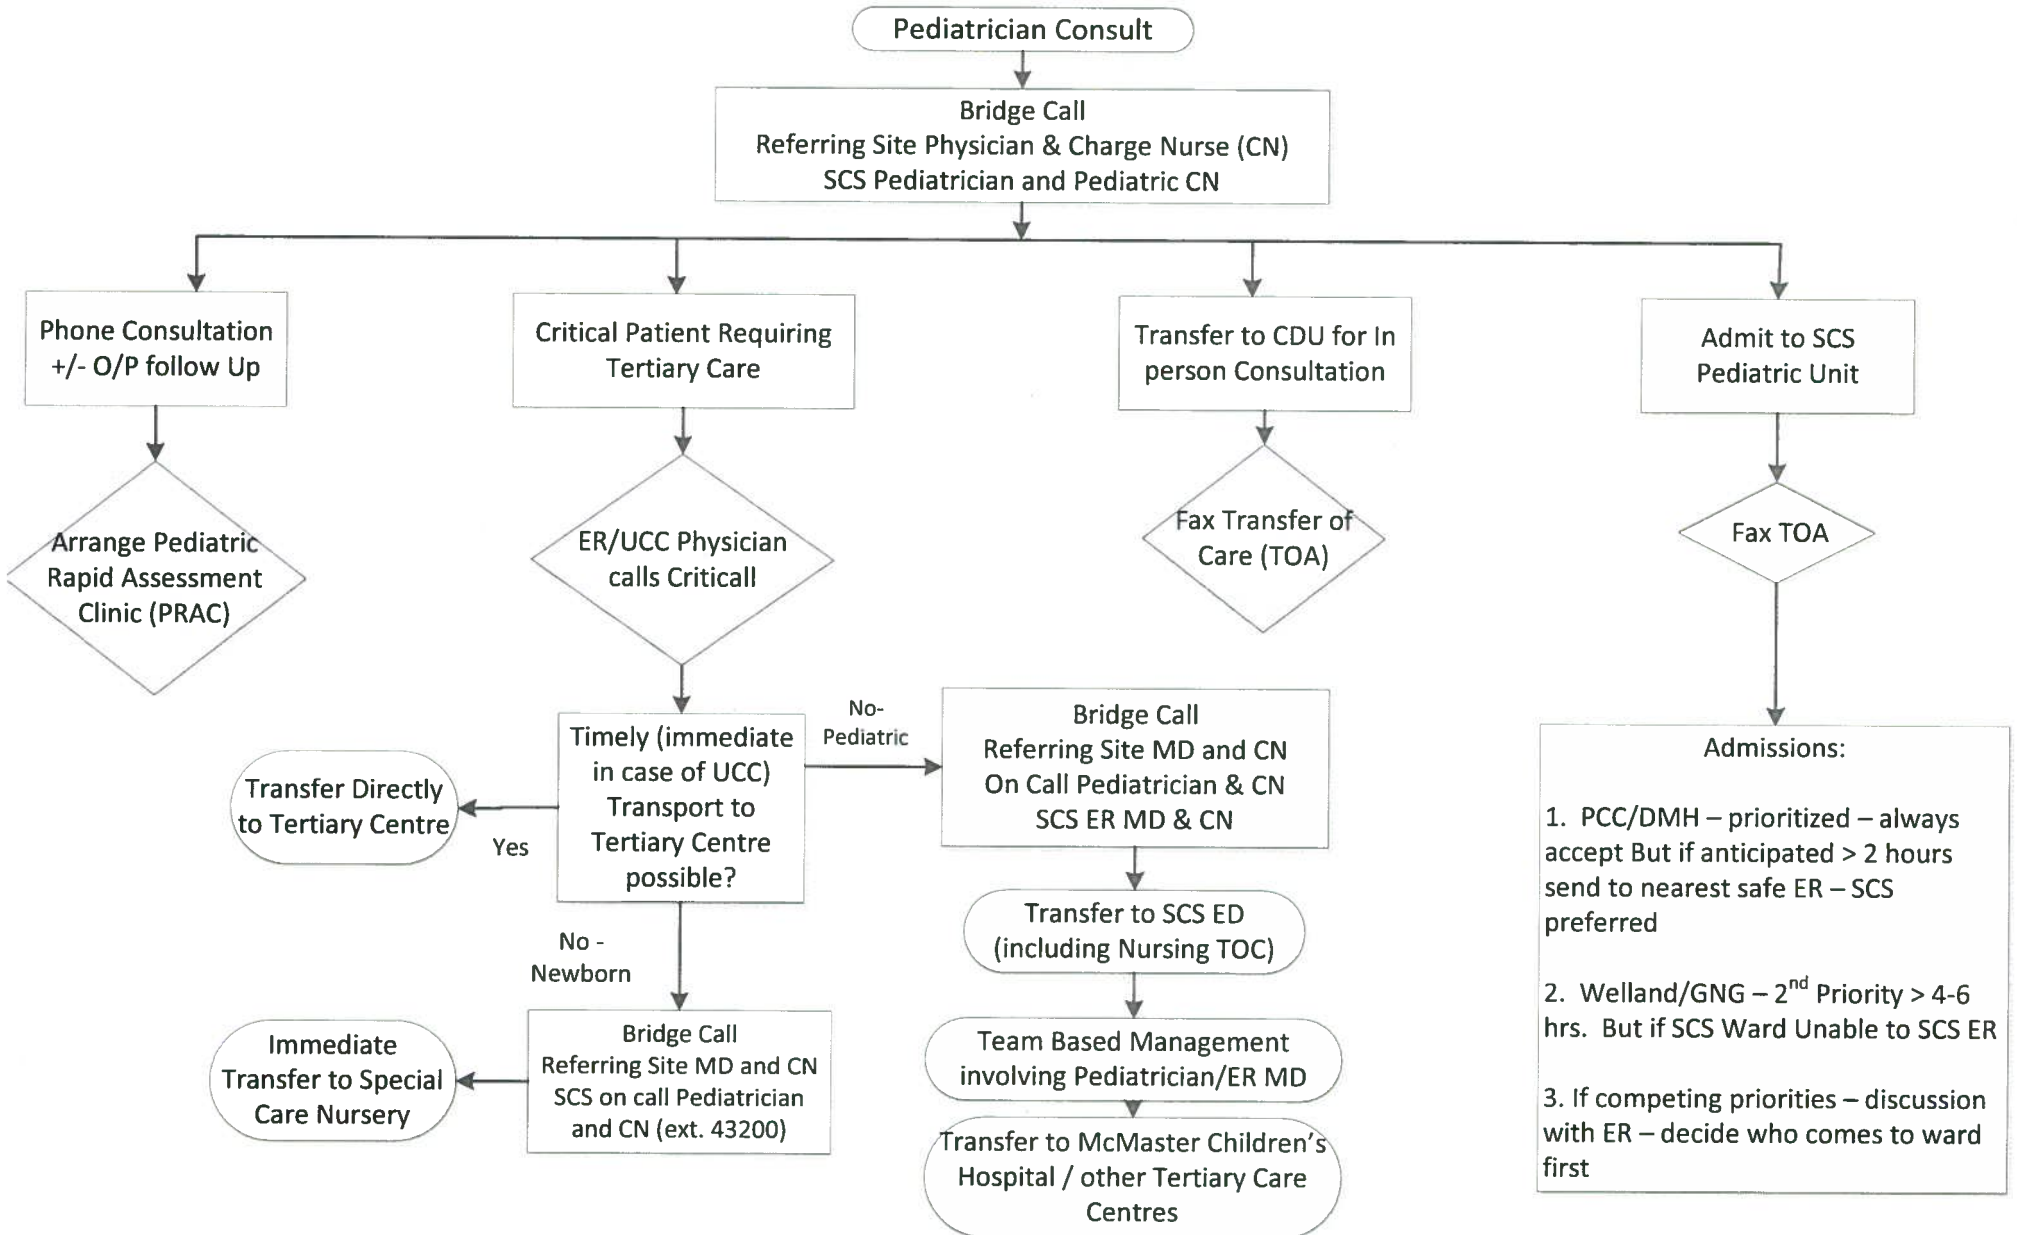 Pediatrician Consult
Bridge Call
Referring Site Physician & Charge Nurse (CN)
SCS Pediatrician and Pediatric CN
Phone Consultation
+/- O/P follow Up
Critical Patient Requiring
Tertiary Care
Transfer to CDU for In
person Consultation
Admit to SCS
Pediatric Unit
Arrange Pediatric
Rapid Assessment
Clinic (PRAC)
ER/UCC Physician
calls Criticall
Fax Transfer of
Care (TOA)
Fax TOA
Timely (immediate
in case of UCC)
Transport to
Tertiary Centre
possible?
Transfer Directly
to Tertiary Centre
Yes
No-
Pediatric
Bridge Call
Referring Site MD and CN
On Call Pediatrician & CN
SCS ER MD & CN
Transfer to SCS ED
(including Nursing TOC)
Team Based Management
involving Pediatrician/ER MD
Transfer to McMaster Children's
Hospital / other Tertiary Care
Centres
No -
Newborn
Bridge Call
Referring Site MD and CN
SCS on call Pediatrician
and CN (ext. 43200)
Immediate
Transfer to Special
Care Nursery
Admissions:
1. PCC/DMH – prioritized – always
accept But if anticipated > 2 hours
send to nearest safe ER – SCS
preferred
2. Welland/GNG – 2nd Priority > 4-6
hrs. But if SCS Ward Unable to SCS ER
3. If competing priorities – discussion
with ER – decide who comes to ward
first